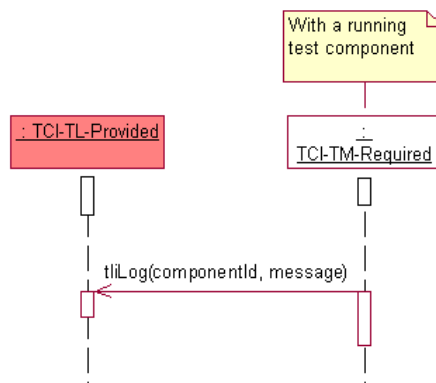 With a running
test component
: TCI-TL-Provided
:
TCI-TM-Required
tliLog(componentId, message)